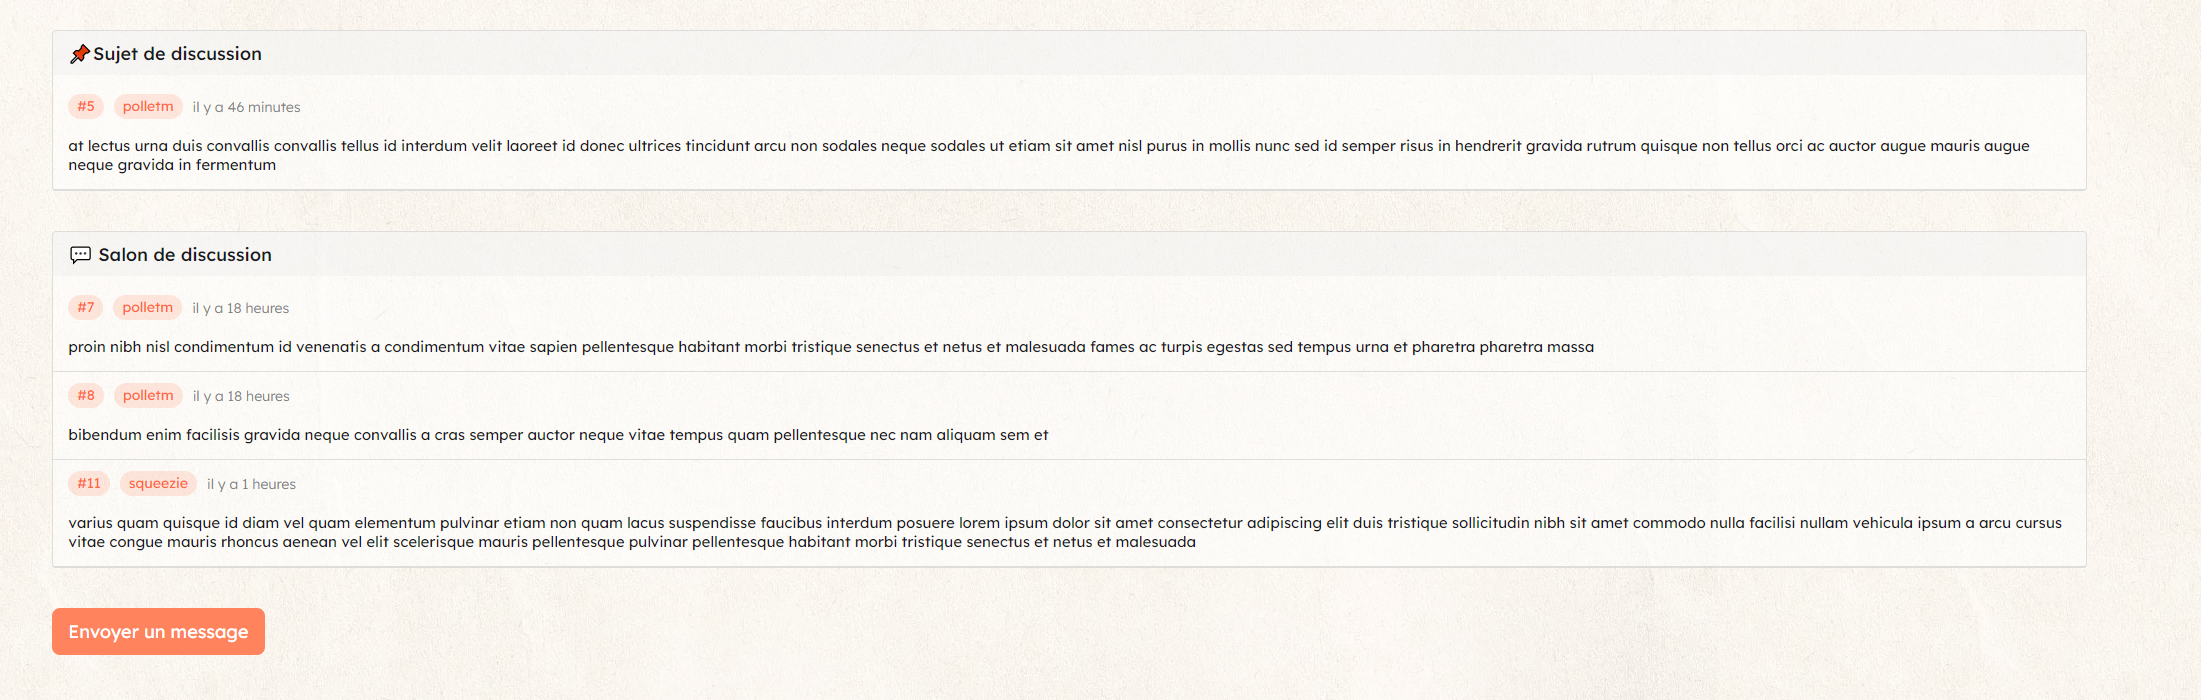 Sujet de discussion
#5 polletm il y a 46 minutes
at lectus urna duis convallis convallis tellus id interdum velit laoreet id donec ultrices tincidunt arcu non sodales neque sodales ut etiam sit amet nisl purus in mollis nunc sed id semper risus in hendrerit gravida rutrum quisque non tellus orci ac auctor augue mauris augue
neque gravida in fermentum
Salon de discussion
#7 polletm il y a 18 heures
proin nibh nisl condimentum id venenatis a condimentum vitae sapien pellentesque habitant morbi tristique senectus et netus et malesuada fames ac turpis egestas sed tempus urna et pharetra pharetra massa
#8 polletm il y a 18 heures
bibendum enim facilisis gravida neque convallis a cras semper auctor neque vitae tempus quam pellentesque nec nam aliquam sem et
#11 squeezie il y a 1 heures
varius quam quisque id diam vel quam elementum pulvinar etiam non quam lacus suspendisse faucibus interdum posuere lorem ipsum dolor sit amet consectetur adipiscing elit duis tristique sollicitudin nibh sit amet commodo nulla facilisi nullam vehicula ipsum a arcu cursus
vitae congue mauris rhoncus aenean vel elit scelerisque mauris pellentesque pulvinar pellentesque habitant morbi tristique senectus et netus et malesuada
Envoyer un message